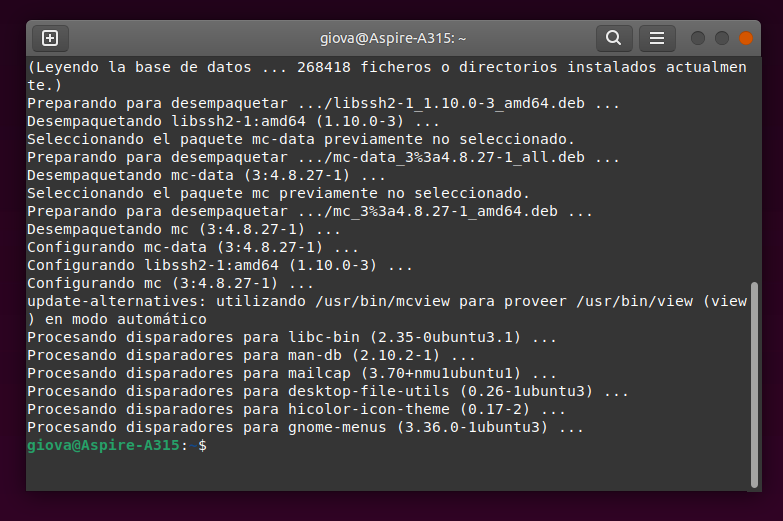 giova@Aspire-A315: ~
(Leyendo la base de datos ... 268418 ficheros o directorios instalados actualmen
te.)
Preparando para desempaquetar .../libssh2-1_1.10.0-3_amd64.deb ...
Desempaquetando libssh2-1:amd64 (1.10.0-3) ...
Seleccionando el paquete mc-data previamente no seleccionado.
Preparando para desempaquetar .../mc-data_3%3a4.8.27-1_all.deb ...
Desempaquetando mc-data (3:4.8.27-1) ...
Seleccionando el paquete mc previamente no seleccionado.
Preparando para desempaquetar .../mc_3%3a4.8.27-1_amd64.deb ...
Desempaquetando mc (3:4.8.27-1) ...
Configurando mc-data (3:4.8.27-1) ...
Configurando libssh2-1:amd64 (1.10.0-3) ...
Configurando mc (3:4.8.27-1) ...
update-alternatives: utilizando /usr/bin/mcview para proveer /usr/bin/view (view
) en modo automático
Procesando disparadores para libc-bin (2.35-0ubuntu3.1) ...
Procesando disparadores para man-db (2.10.2-1) ...
Procesando disparadores para mailcap (3.70+nmu1ubuntu1) ...
Procesando disparadores para desktop-file-utils (0.26-1ubuntu3) ...
Procesando disparadores para hicolor-icon-theme (0.17-2) ...
Procesando disparadores para gnome-menus (3.36.0-1ubuntu3) ...
giova@Aspire-A315:~$